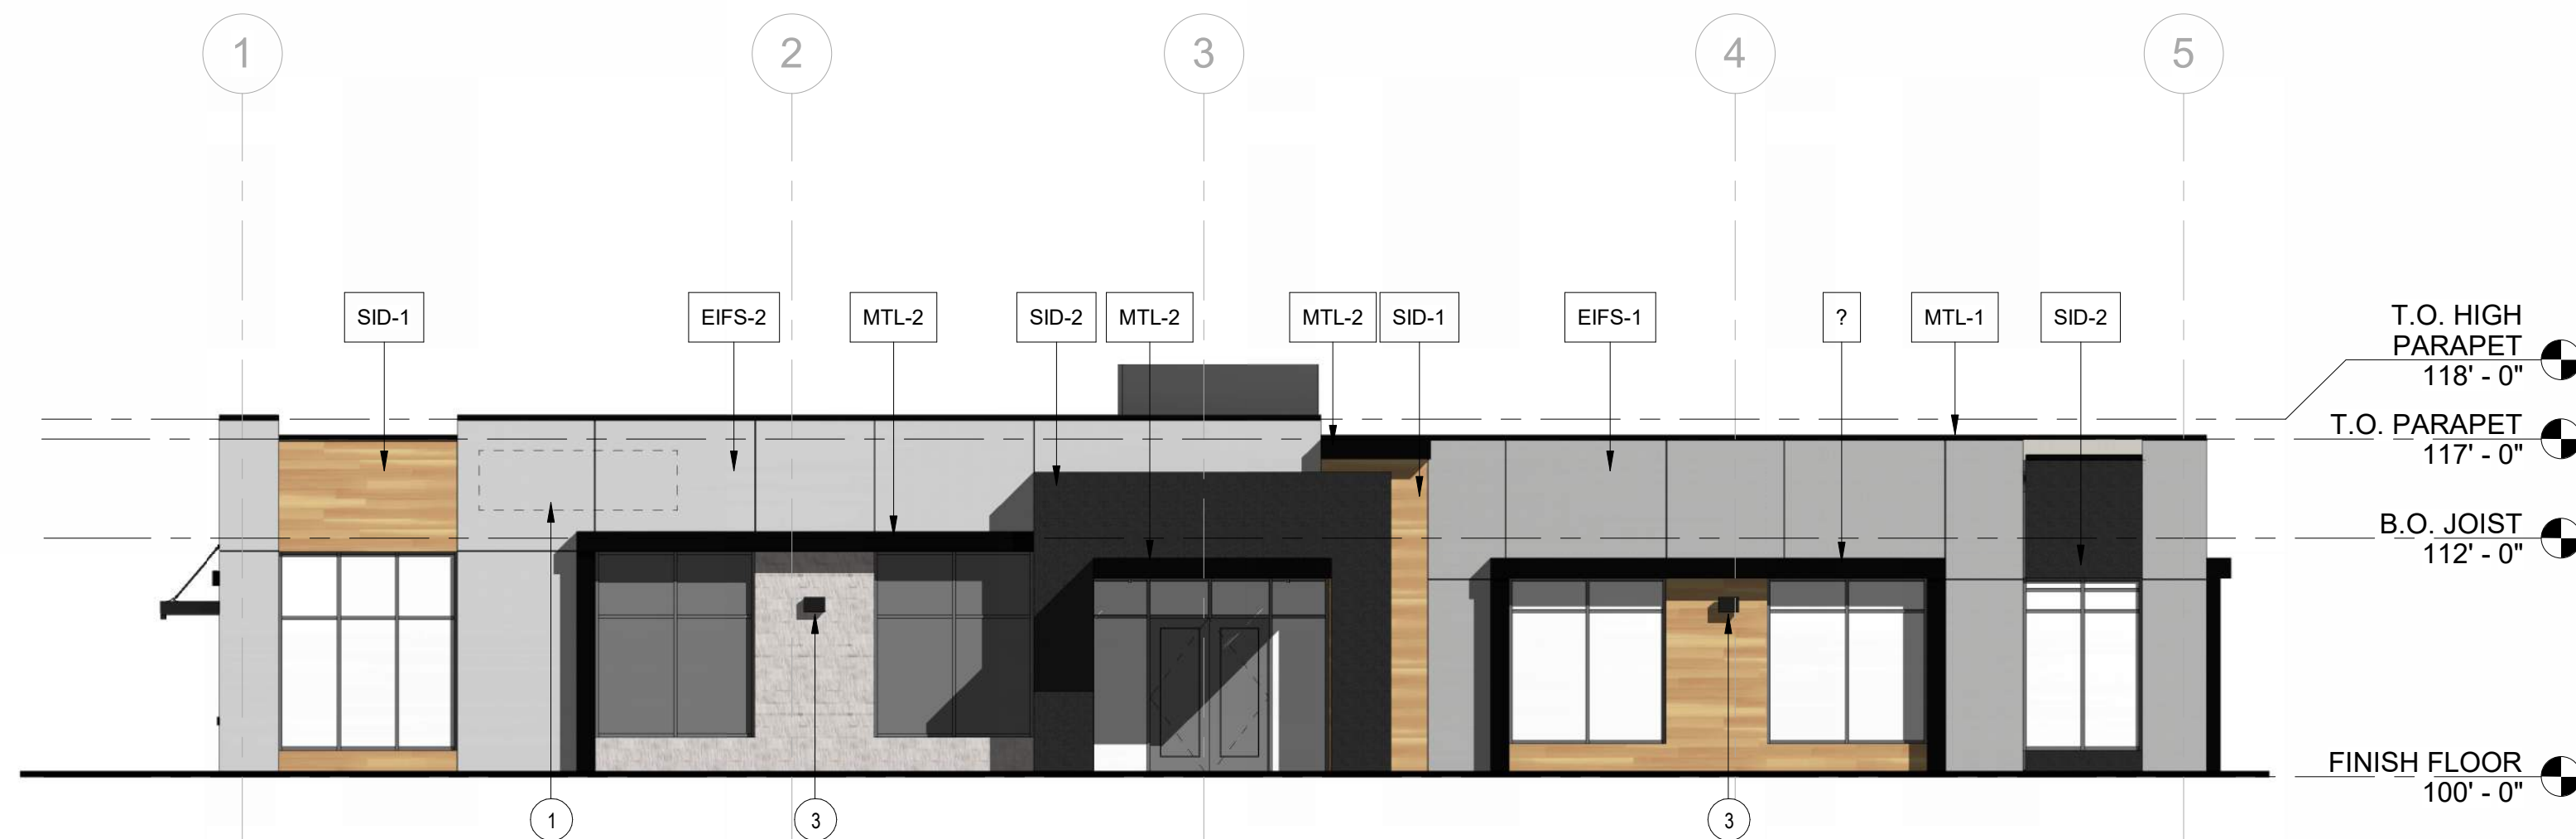 1
2
3
4
5
SID-1
EIFS-2
MTL-2
SID-2
MTL-2
MTL-2
SID-1
EIFS-1
?
MTL-1
SID-2
T.O. HIGH
PARAPET
118' - 0"
T.O. PARAPET
117' - 0"
B.O. JOIST
112' - 0"
FINISH FLOOR
100' - 0"
1
3
3